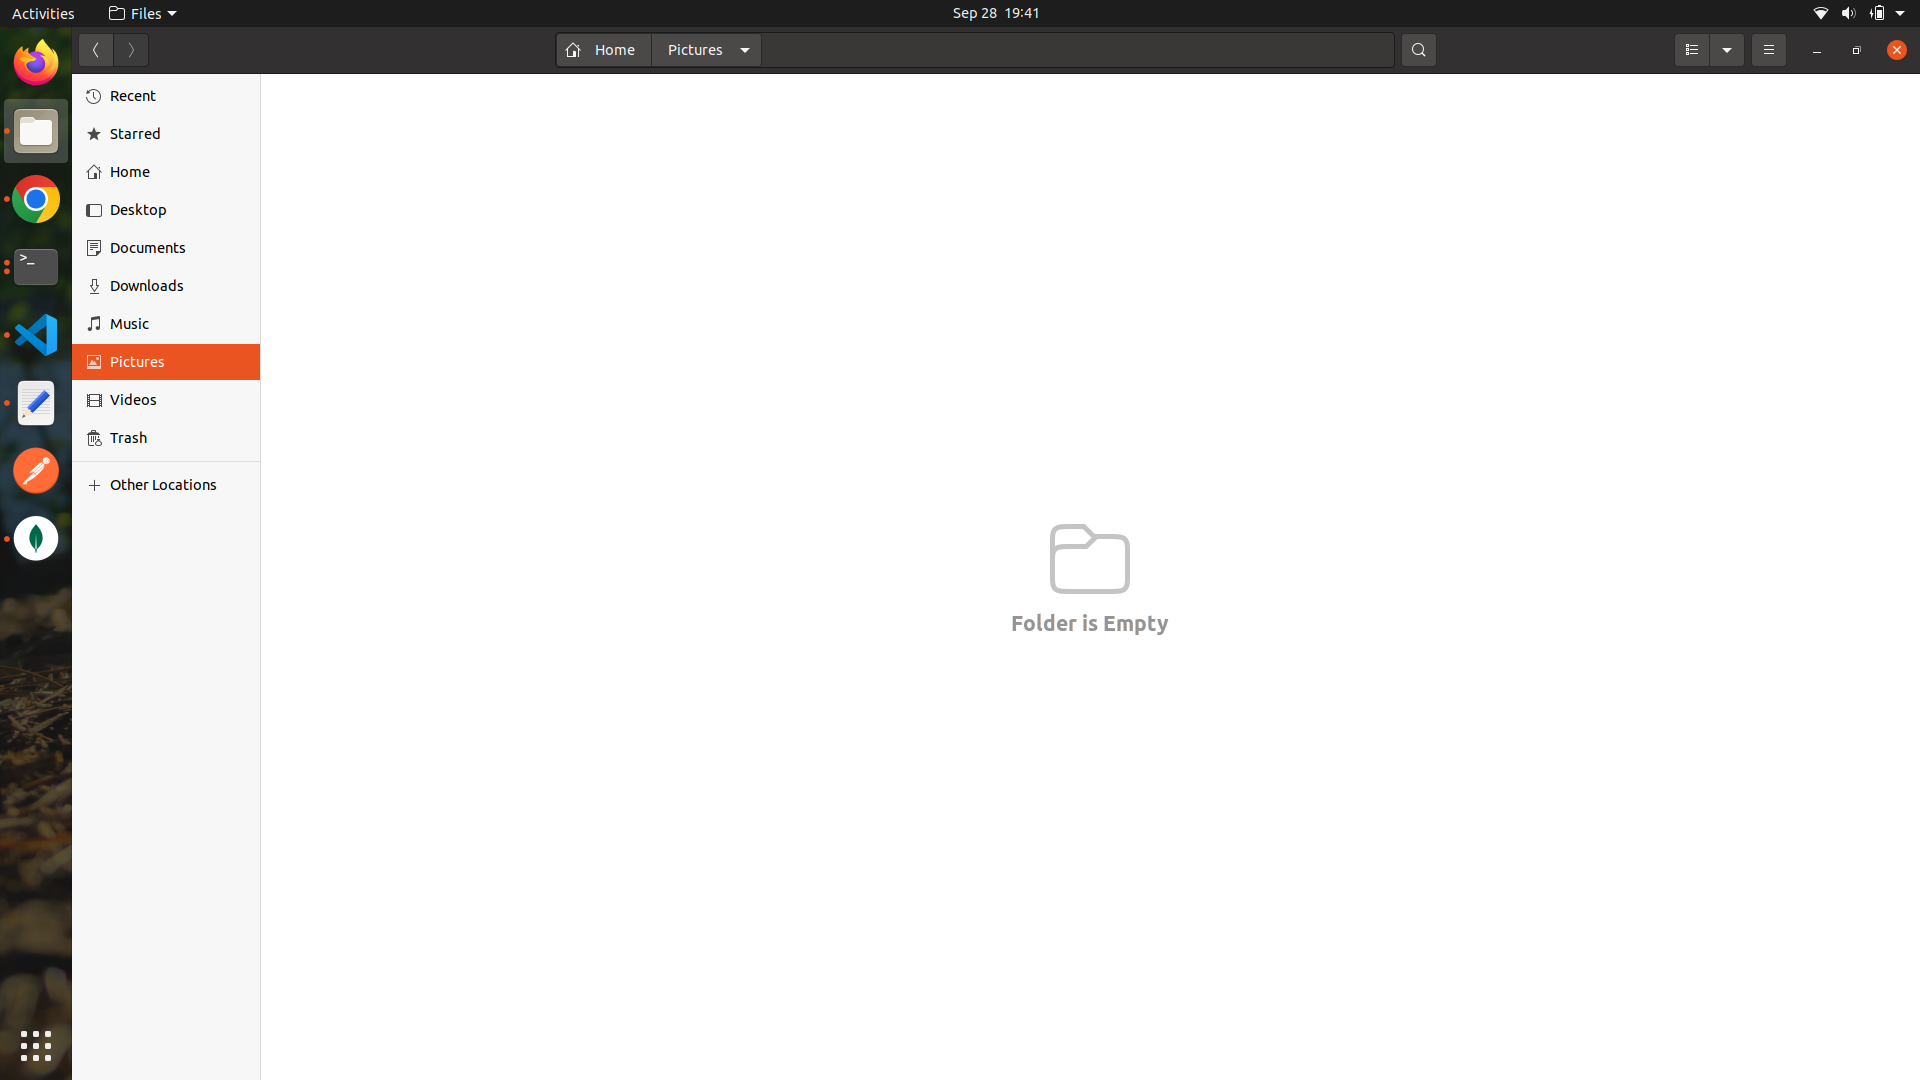 Activities
Files
Sep 28 19:41
Home
Pictures
Recent
Starred
Home
Desktop
Documents
Downloads
Music
Pictures
Videos
Trash
Other Locations
Folder is Empty